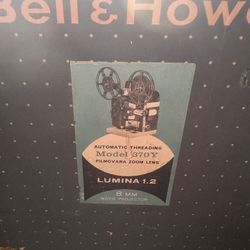 Bell & Howe
AUTOMATIC THREADING
Model 370Y
FILMOVARA ZOOM LENS
LUMINA 1.2
8 MM
MOVIE PROJECTOR